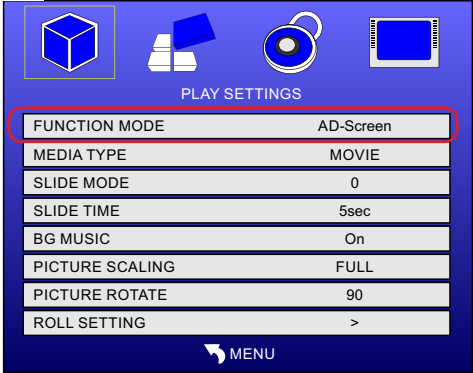 PLAY SETTINGS
FUNCTION MODE AD-Screen
MEDIA TYPE MOVIE
SLIDE MODE 0
SLIDE TIME 5sec
BG MUSIC On
PICTURE SCALING FULL
PICTURE ROTATE 90
ROLL SETTING >
MENU